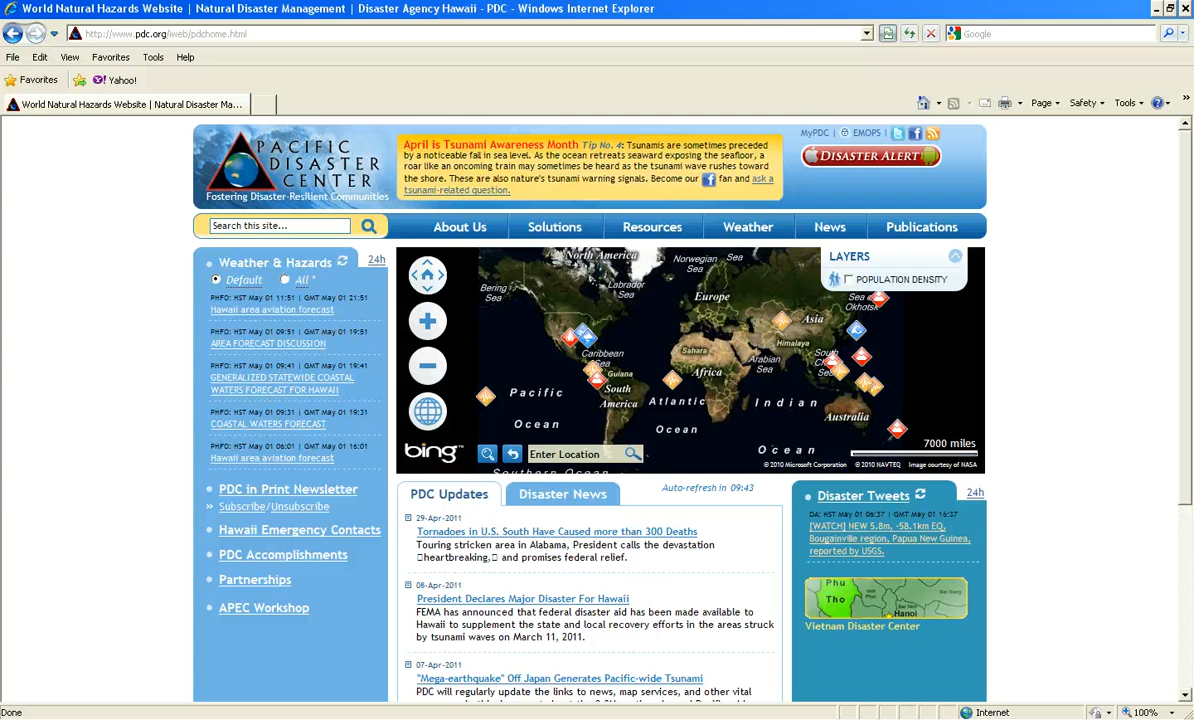 World Natural Hazards Website | Natural Disaster Management | Disaster Agency Hawaii - PDC - Windows Internet Explorer
http://www.pdc.org/iweb/pdchome.html
Google
File Edit View Favorites Tools Help
Favorites Yahoo!
World Natural Hazards Website | Natural Disaster Ma...
Page Safety Tools
PACIFIC
DISASTER
CENTER
Fostering Disaster-Resilient Communities
April is Tsunami Awareness Month Tip No. 4: Tsunamis are sometimes preceded
by a noticeable fall in sea level. As the ocean retreats seaward exposing the seafloor, a
roar like an oncoming train may sometimes be heard as the tsunami wave rushes toward
the shore. These are also nature's tsunami warning signals. Become our f fan and ask a
tsunami-related question.
MyPDC | EMOPS |
DISASTER ALERT
Search this site...
About Us Solutions Resources Weather News Publications
Weather & Hazards 24h
Default All *
PHFO: HST May 01 11:51 | GMT May 01 21:51
Hawaii area aviation forecast
PHFO: HST May 01 09:51 | GMT May 01 19:51
AREA FORECAST DISCUSSION
PHFO: HST May 01 09:41 | GMT May 01 19:41
GENERALIZED STATEWIDE COASTAL
WATERS FORECAST FOR HAWAII
PHFO: HST May 01 09:31 | GMT May 01 19:31
COASTAL WATERS FORECAST
PHFO: HST May 01 06:01 | GMT May 01 16:01
Hawaii area aviation forecast
PDC in Print Newsletter
Subscribe/Unsubscribe
Hawaii Emergency Contacts
PDC Accomplishments
Partnerships
APEC Workshop
LAYERS
POPULATION DENSITY
North America
Norwegian Sea
Bering
Sea
Labrador
Sea
Europe
Sea
Okhotsk
Asia
Himalaya
Caribbean
Sea
Sahara
Arabian
Sea
South
Guiana
Africa
Pacific
South
America
Atlantic
Indian
Australia
Ocean
Ocean
Ocean
Southern Ocean
7000 miles
bing
Enter Location
© 2010 Microsoft Corporation © 2010 NAVTEQ Image courtesy of NASA
PDC Updates Disaster News
Auto-refresh in 09:43
29-Apr-2011
Tornadoes in U.S. South Have Caused more than 300 Deaths
Touring stricken area in Alabama, President calls the devastation
heartbreaking, and promises federal relief.
08-Apr-2011
President Declares Major Disaster For Hawaii
FEMA has announced that federal disaster aid has been made available to
Hawaii to supplement the state and local recovery efforts in the areas struck
by tsunami waves on March 11, 2011.
07-Apr-2011
"Mega-earthquake" Off Japan Generates Pacific-wide Tsunami
PDC will regularly update the links to news, map services, and other vital
Disaster Tweets 24h
DA: HST May 01 06:37 | GMT May 01 16:37
[WATCH] NEW 5.8m, -58.1km EQ,
Bougainville region, Papua New Guinea,
reported by USGS.
Phu
Tho
Hanoi
Vietnam Disaster Center
Done
Internet
100%